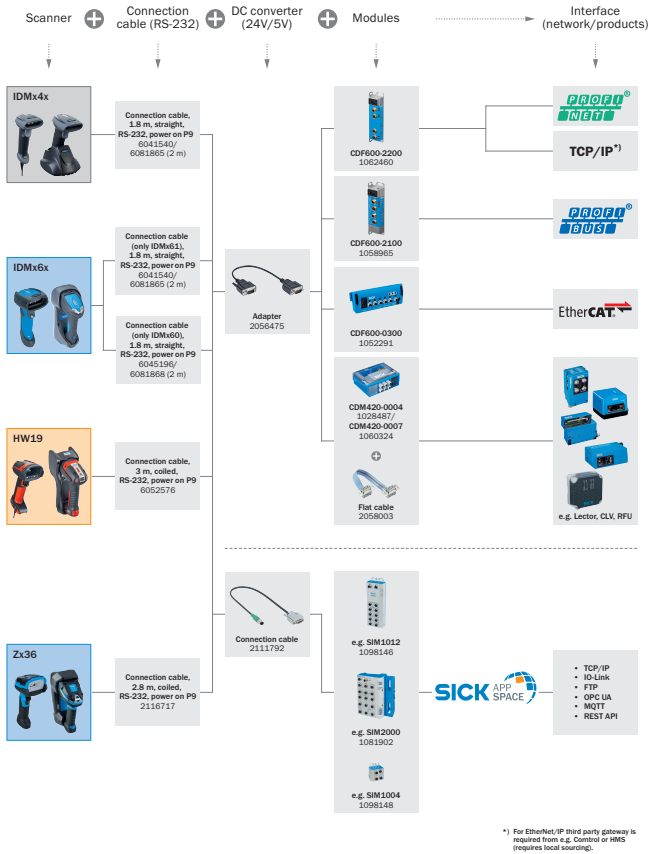 Scanner
Connection
cable (RS-232)
DC converter
(24V/5V)
Modules
Interface
(network/products)
IDMx4x
Connection cable,
1.8 m, straight,
RS-232, power on P9
6041540/
6081865 (2 m)
CDF600-2200
1062460
PROFI
NET
®
TCP/IP*)
IDMx6x
Connection cable
(only IDMx61),
1.8 m, straight,
RS-232, power on P9
6041540/
6081865 (2 m)
Connection cable
(only IDMx60),
1.8 m, straight,
RS-232, power on P9
6045196/
6081868 (2 m)
Adapter
2056475
CDF600-2100
1058965
PROFI
BUS
®
CDF600-0300
1052291
EtherCAT®
CDM420-0004
1028487/
CDM420-0007
1060324
Flat cable
2058003
e.g. Lector, CLV, RFU
HW19
Connection cable,
3 m, coiled,
RS-232, power on P9
6052576
Connection cable
2111792
e.g. SIM1012
1098146
Zx36
Connection cable,
2.8 m, coiled,
RS-232, power on P9
2116717
e.g. SIM2000
1081902
e.g. SIM1004
1098148
SICK APP
SPACE
• TCP/IP
• IO-Link
• FTP
• OPC UA
• MQTT
• REST API
*) For EtherNet/IP third party gateway is
required from e.g. Comtrol or HMS
(requires local sourcing).